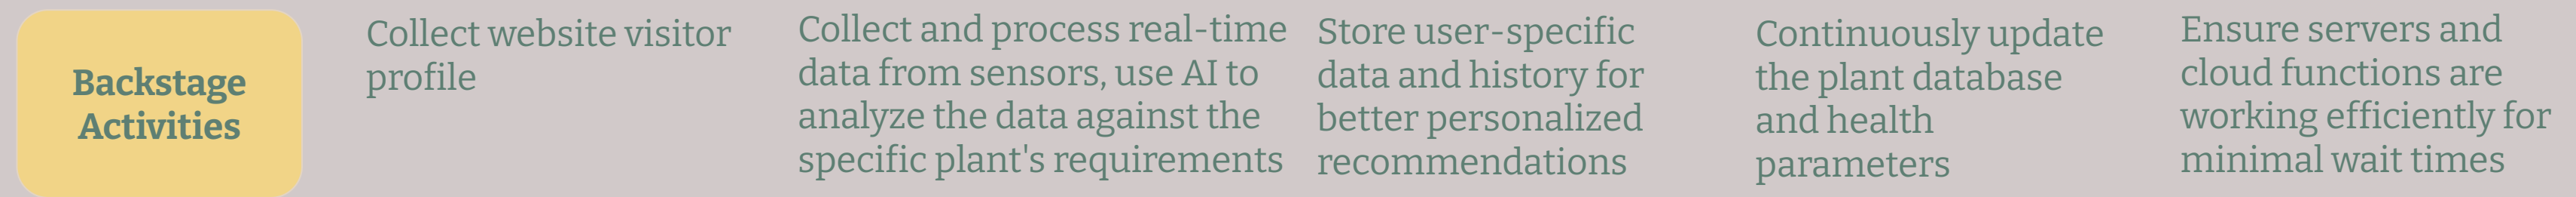 Backstage
Activities
Collect website visitor
profile
Collect and process real-time
data from sensors, use AI to
analyze the data against the
specific plant's requirements
Store user-specific
data and history for
better personalized
recommendations
Continuously update
the plant database
and health
parameters
Ensure servers and
cloud functions are
working efficiently for
minimal wait times